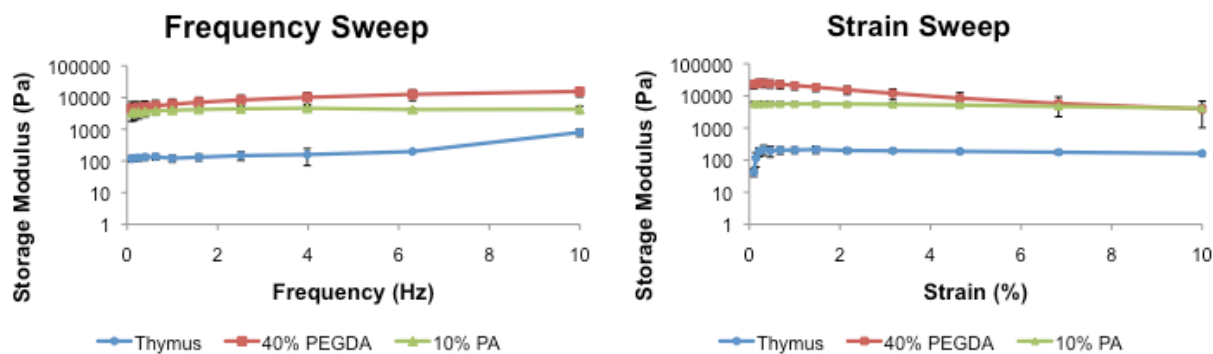 Frequency Sweep
Storage Modulus (Pa)
100000
10000
1000
100
10
1
0 2 4 6 8 10
Frequency (Hz)
Thymus 40% PEGDA 10% PA
Strain Sweep
Storage Modulus (Pa)
100000
10000
1000
100
10
1
0 2 4 6 8 10
Strain (%)
Thymus 40% PEGDA 10% PA